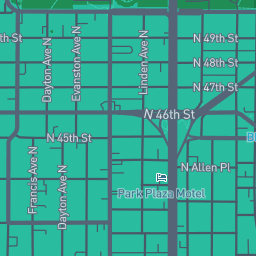 th St
N 49th St
N 48th St
N 47th St
Dayton Ave N
Evanston Ave N
Linden Ave N
N 46th St
N 45th St
N Allen Pl
Francis Ave N
Dayton Ave N
Park Plaza Motel